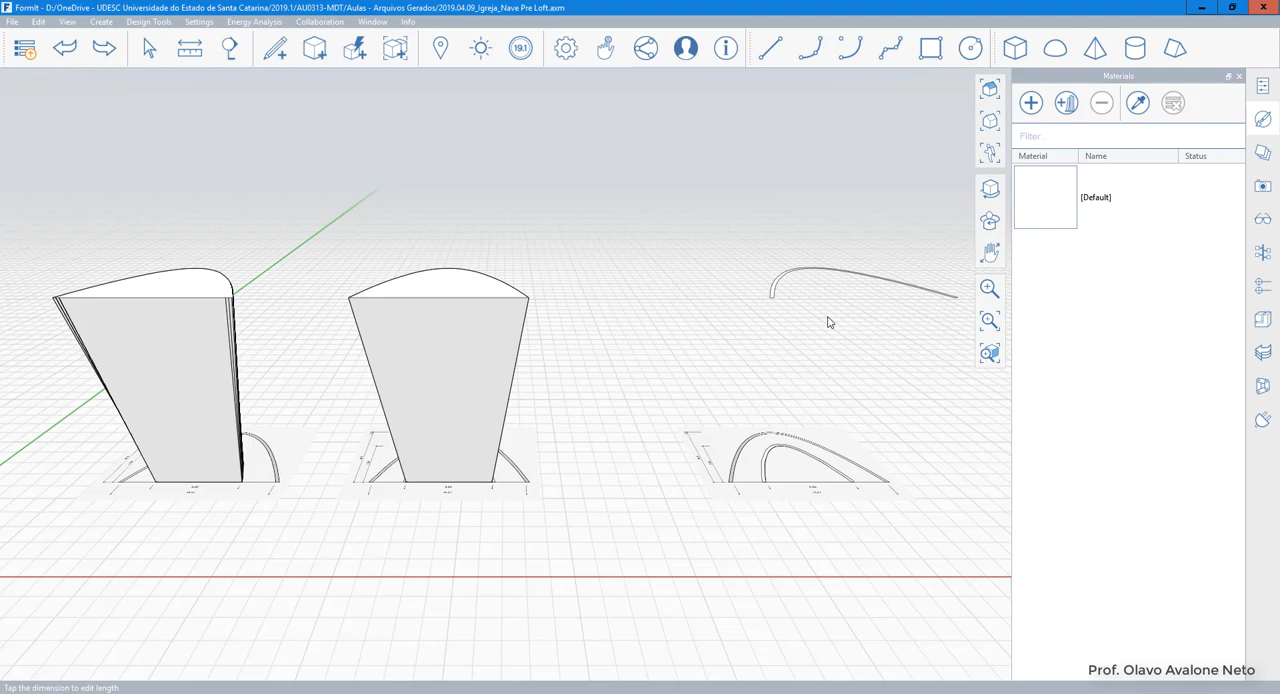 FormIt - D:/OneDrive - UDESC Universidade do Estado de Santa Catarina/2019.1/AU0313-MDT/Aulas - Arquivos Gerados/2019.04.09_Igreja_Nave Pre Loft.axm
File Edit View Create Design Tools Settings Energy Analysis Collaboration Window Info
19.1
Materials
Filter...
Material Name Status
[Default]
Prof. Olavo Avalone Neto
Tap the dimension to edit length